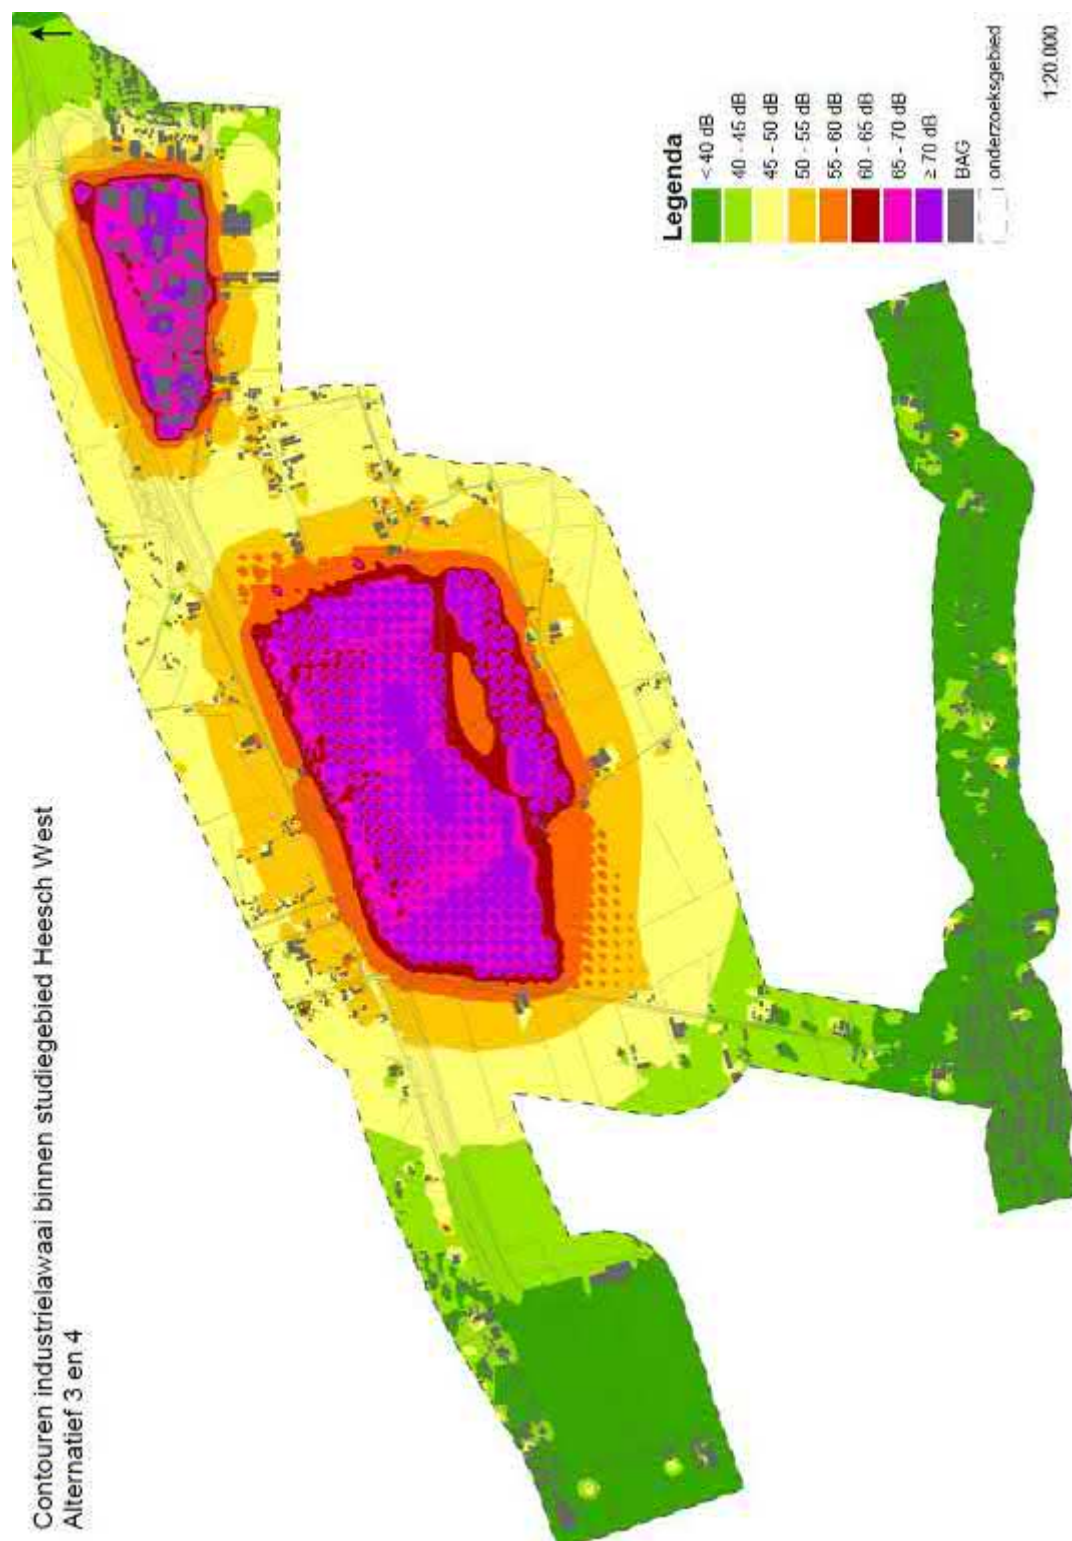 Contouren industrielawaai binnen studiegebied Heesch West
Alternatief 3 en 4
Legenda
< 40 dB
40 - 45 dB
45 - 50 dB
50 - 55 dB
55 - 60 dB
60 - 65 dB
65 - 70 dB
≥ 70 dB
BAG
onderzoeksgebied
1:20.000